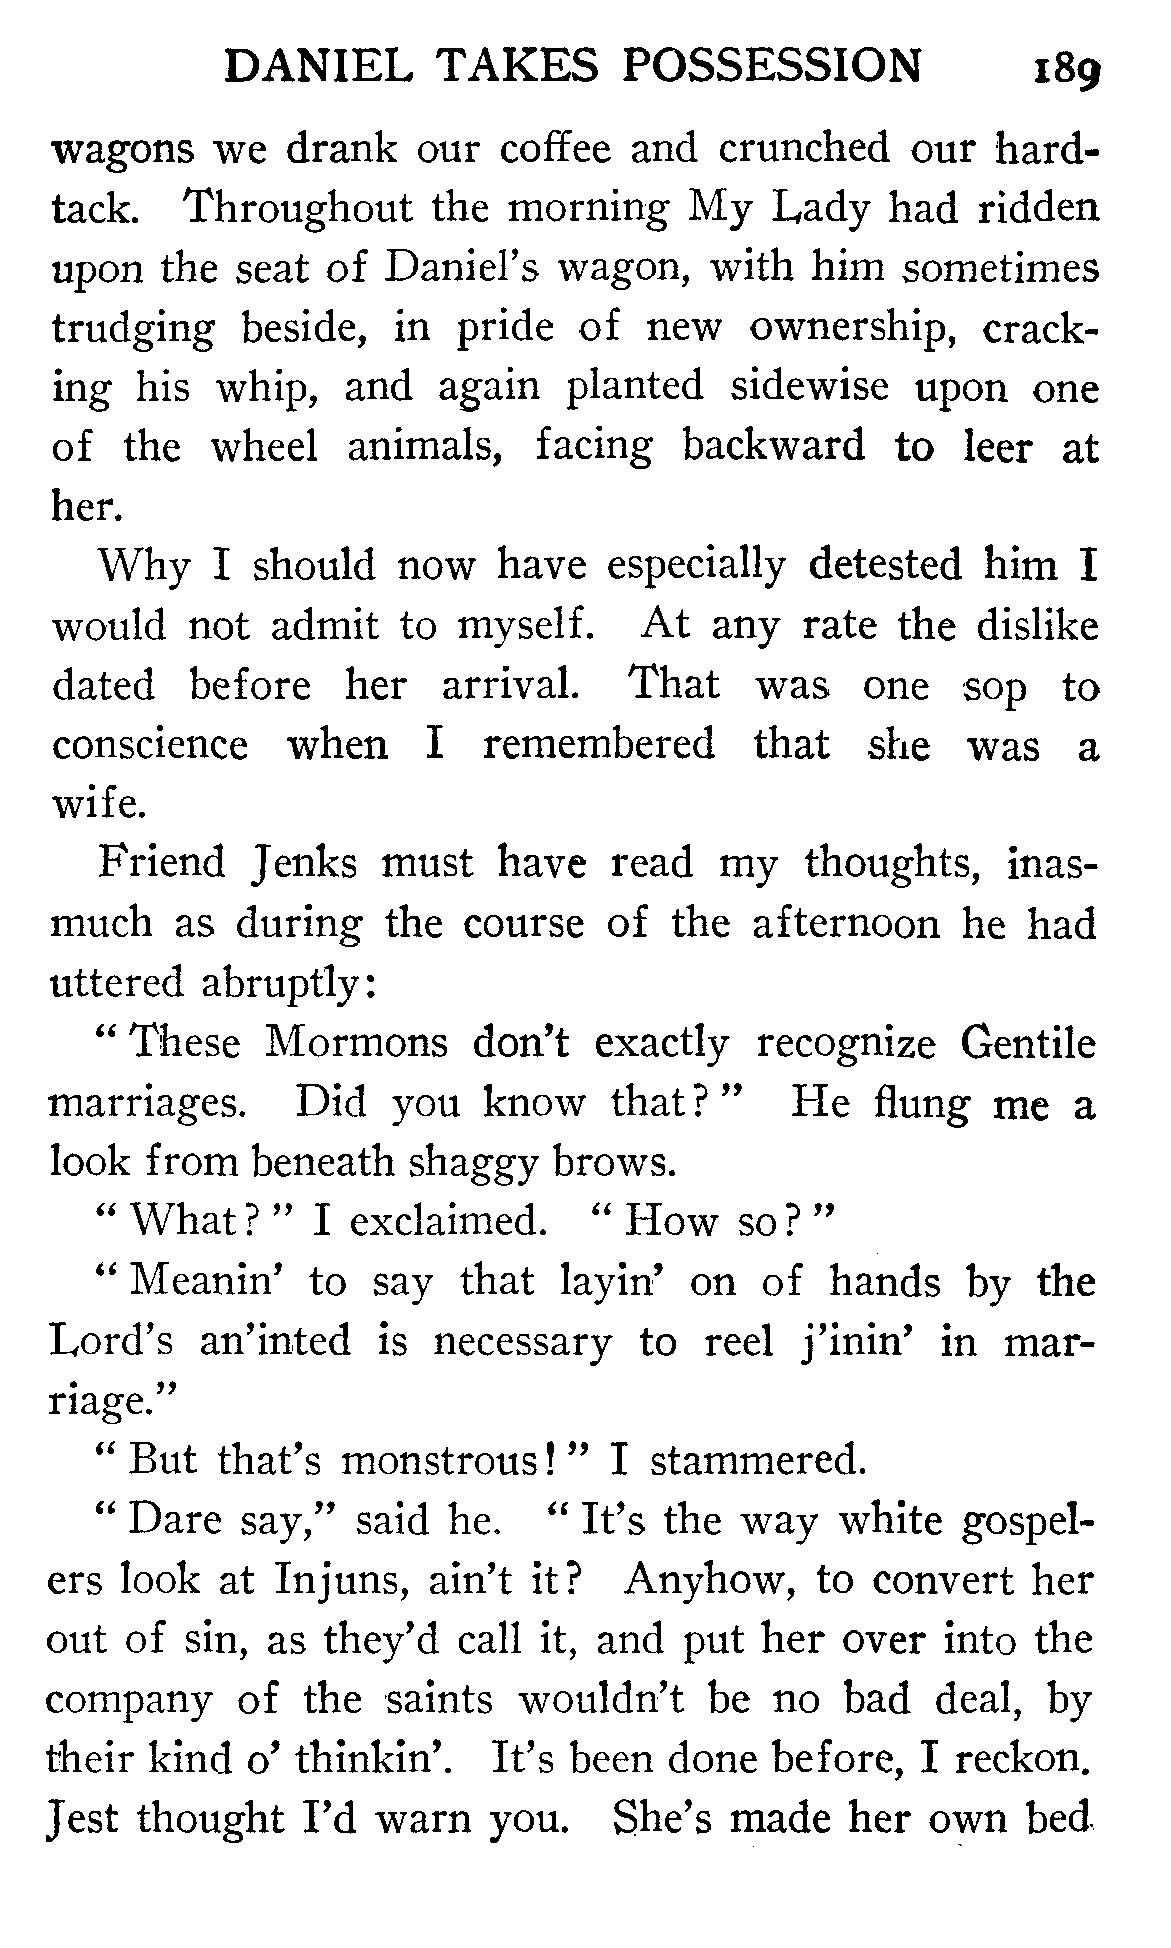 DANIEL TAKES POSSESSION 189
wagons we drank our coffee and crunched our hard-
tack. Throughout the morning My Lady had ridden
upon the seat of Daniel's wagon, with him sometimes
trudging beside, in pride of new ownership, crack-
ing his whip, and again planted sidewise upon one
of the wheel animals, facing backward to leer at
her.
Why I should now have especially detested him I
would not admit to myself. At any rate the dislike
dated before her arrival. That was one sop to
conscience when I remembered that she was a
wife.
Friend Jenks must have read my thoughts, inas-
much as during the course of the afternoon he had
uttered abruptly:
“ These Mormons don't exactly recognize Gentile
marriages. Did you know that? ” He flung me a
look from beneath shaggy brows.
“ What? ” I exclaimed. “ How so? ”
“ Meanin' to say that layin' on of hands by the
Lord's an'inted is necessary to reel j'inin' in mar-
riage.”
“ But that's monstrous! ” I stammered.
“ Dare say,” said he. “ It's the way white gospel-
ers look at Injuns, ain't it? Anyhow, to convert her
out of sin, as they'd call it, and put her over into the
company of the saints wouldn't be no bad deal, by
their kind o' thinkin'. It's been done before, I reckon.
Jest thought I'd warn you. She's made her own bed